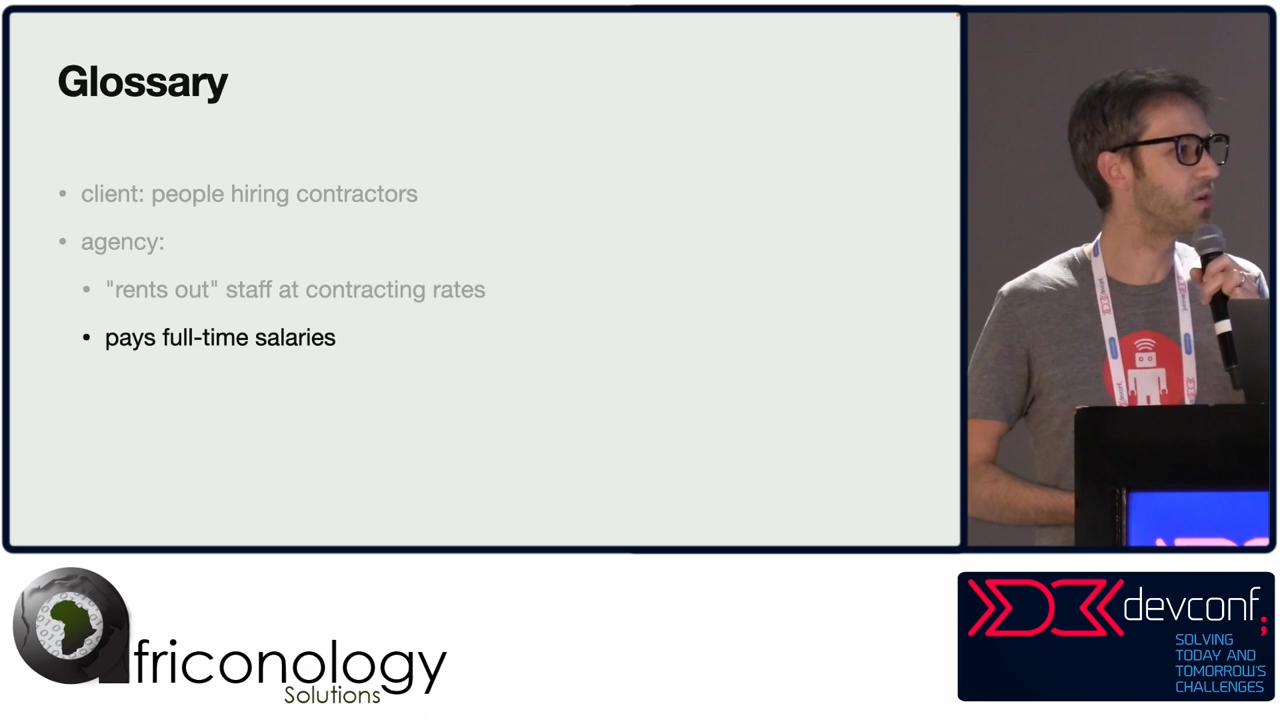 Glossary
• client: people hiring contractors
• agency:
• "rents out" staff at contracting rates
• pays full-time salaries
africonology
Solutions
devconf;
SOLVING
TODAY AND
TOMORROW'S
CHALLENGES